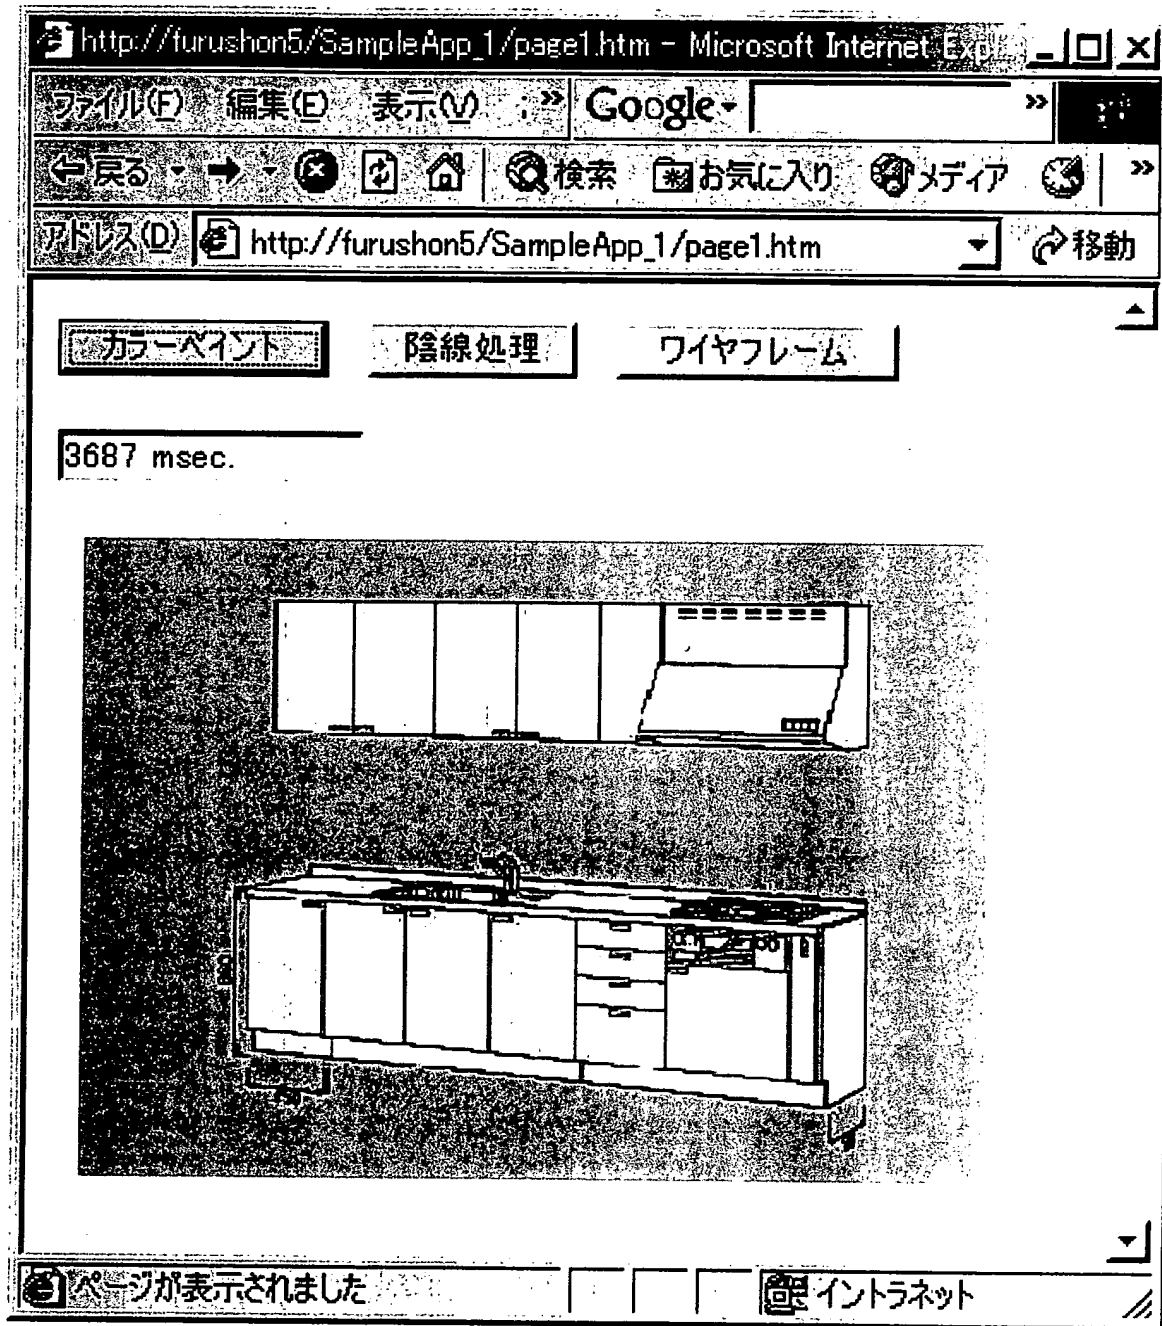 http://furushon5/SampleApp_1/page1.htm - Microsoft Internet Expl
ファイル(F) 編集(E) 表示(V) » Google »
戻る 検索 お気に入り メディア »
アドレス(D) http://furushon5/SampleApp_1/page1.htm 移動
カラーペイント 陰線処理 ワイヤフレーム
3687 msec.
ページが表示されました イントラネット